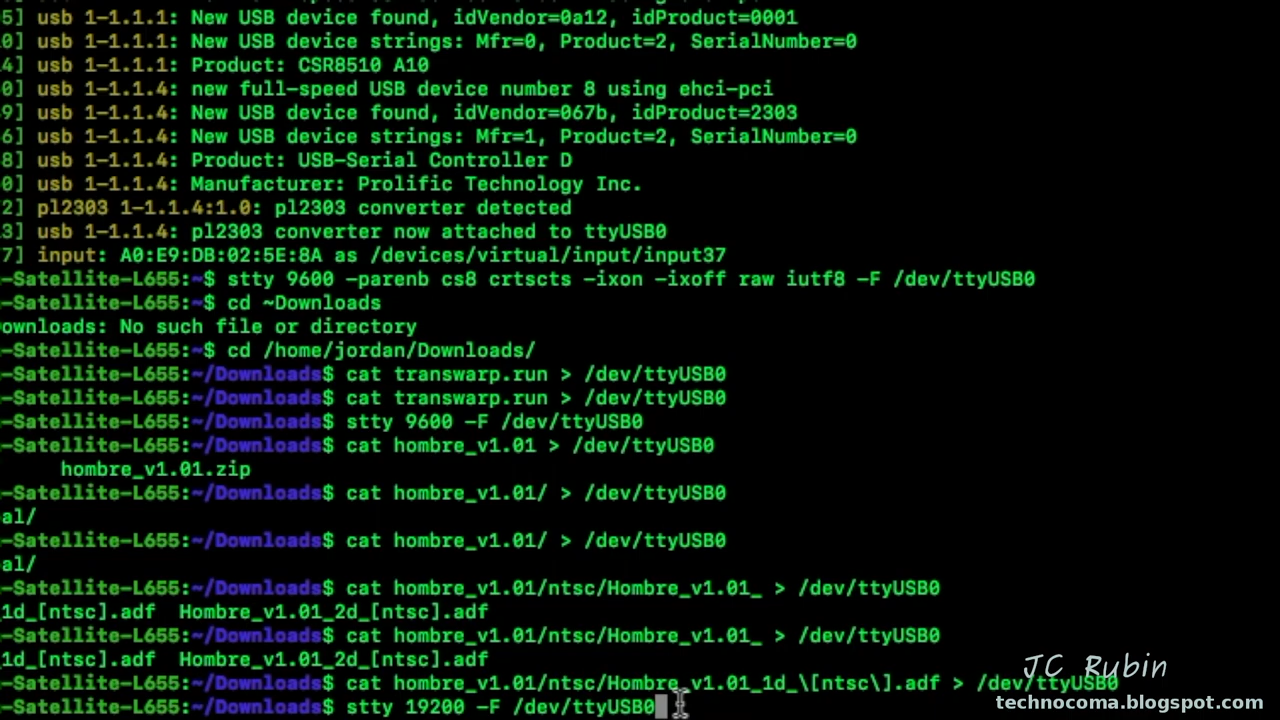 5] usb 1-1.1.1: New USB device found, idVendor=0a12, idProduct=0001
0] usb 1-1.1.1: New USB device strings: Mfr=0, Product=2, SerialNumber=0
4] usb 1-1.1.1: Product: CSR8510 A10
0] usb 1-1.1.4: new full-speed USB device number 8 using ehci-pci
9] usb 1-1.1.4: New USB device found, idVendor=067b, idProduct=2303
6] usb 1-1.1.4: New USB device strings: Mfr=1, Product=2, SerialNumber=0
8] usb 1-1.1.4: Product: USB-Serial Controller D
0] usb 1-1.1.4: Manufacturer: Prolific Technology Inc.
2] pl2303 1-1.1.4:1.0: pl2303 converter detected
3] usb 1-1.1.4: pl2303 converter now attached to ttyUSB0
7] input: A0:E9:DB:02:5E:8A as /devices/virtual/input/input37
-Satellite-L655:~$ stty 9600 -parenb cs8 crtscts -ixon -ixoff raw iutf8 -F /dev/ttyUSB0
-Satellite-L655:~$ cd ~Downloads
ownloads: No such file or directory
-Satellite-L655:~$ cd /home/jordan/Downloads/
-Satellite-L655:~/Downloads$ cat transwarp.run > /dev/ttyUSB0
-Satellite-L655:~/Downloads$ cat transwarp.run > /dev/ttyUSB0
-Satellite-L655:~/Downloads$ stty 9600 -F /dev/ttyUSB0
-Satellite-L655:~/Downloads$ cat hombre_v1.01 > /dev/ttyUSB0
hombre_v1.01.zip
-Satellite-L655:~/Downloads$ cat hombre_v1.01/ > /dev/ttyUSB0
al/
-Satellite-L655:~/Downloads$ cat hombre_v1.01/ > /dev/ttyUSB0
al/
-Satellite-L655:~/Downloads$ cat hombre_v1.01/ntsc/Hombre_v1.01_ > /dev/ttyUSB0
1d_[ntsc].adf  Hombre_v1.01_2d_[ntsc].adf
-Satellite-L655:~/Downloads$ cat hombre_v1.01/ntsc/Hombre_v1.01_ > /dev/ttyUSB0
1d_[ntsc].adf  Hombre_v1.01_2d_[ntsc].adf
-Satellite-L655:~/Downloads$ cat hombre_v1.01/ntsc/Hombre_v1.01_1d_\[ntsc\].adf > /dev/ttyUSB0
-Satellite-L655:~/Downloads$ stty 19200 -F /dev/ttyUSB0
JC Rubin
technocoma.blogspot.com